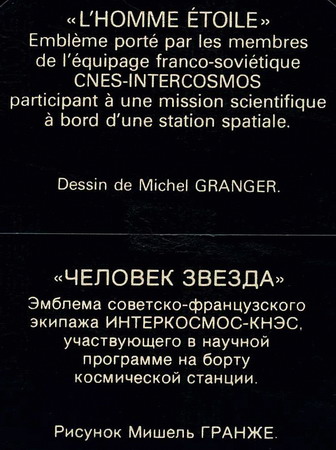 «L'HOMME ÉTOILE»
Emblème porté par les membres
de l'équipage franco-soviétique
CNES-INTERCOSMOS
participant à une mission scientifique
à bord d'une station spatiale.
Dessin de Michel GRANGER.
«ЧЕЛОВЕК ЗВЕЗДА»
Эмблема советско-французского
экипажа ИНТЕРКОСМОС-КНЭС,
участвующего в научной
программе на борту
космической станции.
Рисунок Мишель ГРАНЖЕ.